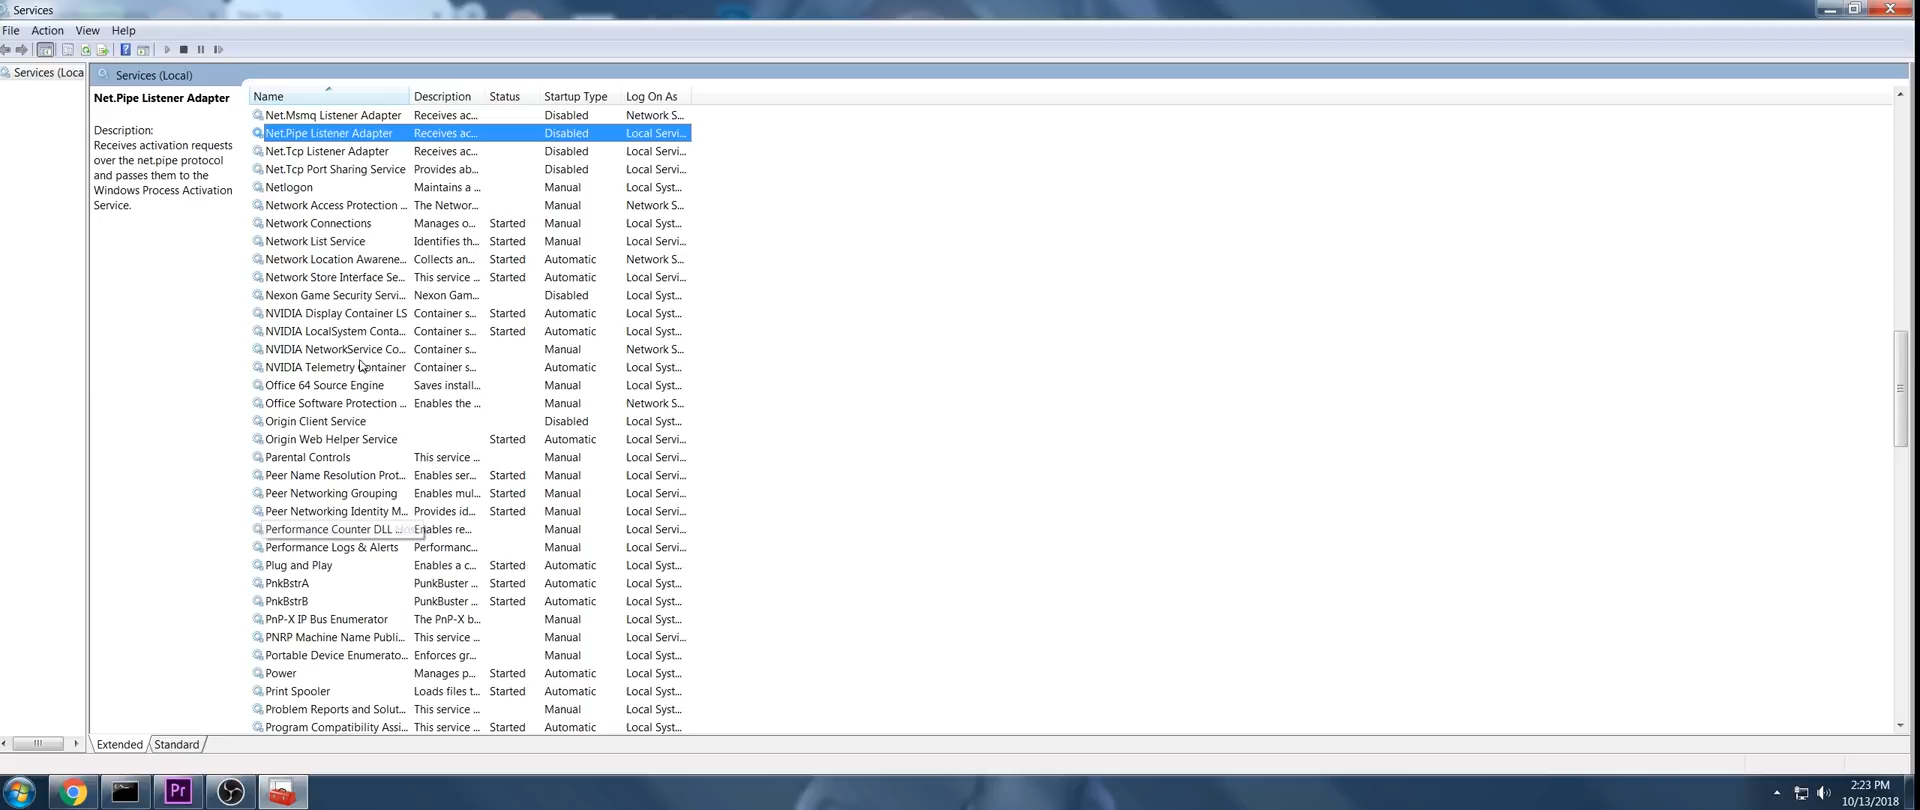 Services
File Action View Help
Services (Loca
Services (Local)
Net.Pipe Listener Adapter
Description:
Receives activation requests
over the net.pipe protocol
and passes them to the
Windows Process Activation
Service.
Name Description Status Startup Type Log On As
Net.Msmq Listener Adapter Receives ac... Disabled Network S...
Net.Pipe Listener Adapter Receives ac... Disabled Local Servi...
Net.Tcp Listener Adapter Receives ac... Disabled Local Servi...
Net.Tcp Port Sharing Service Provides ab... Disabled Local Servi...
Netlogon Maintains a ... Manual Local Syst...
Network Access Protection ... The Networ... Manual Network S...
Network Connections Manages o... Started Manual Local Syst...
Network List Service Identifies th... Started Manual Local Servi...
Network Location Awarene... Collects an... Started Automatic Network S...
Network Store Interface Se... This service ... Started Automatic Local Servi...
Nexon Game Security Servi... Nexon Gam... Disabled Local Syst...
NVIDIA Display Container LS Container s... Started Automatic Local Syst...
NVIDIA LocalSystem Conta... Container s... Started Automatic Local Syst...
NVIDIA NetworkService Co... Container s... Manual Network S...
NVIDIA Telemetry Container Container s... Automatic Local Syst...
Office 64 Source Engine Saves install... Manual Local Syst...
Office Software Protection ... Enables the ... Manual Network S...
Origin Client Service Disabled Local Syst...
Origin Web Helper Service Started Automatic Local Syst...
Parental Controls This service ... Manual Local Servi...
Peer Name Resolution Prot... Enables ser... Started Manual Local Servi...
Peer Networking Grouping Enables mul... Started Manual Local Servi...
Peer Networking Identity M... Provides id... Started Manual Local Servi...
Performance Counter DLL ... Enables re... Manual Local Servi...
Performance Logs & Alerts Performanc... Manual Local Servi...
Plug and Play Enables a c... Started Automatic Local Syst...
PnkBstrA PunkBuster ... Started Automatic Local Syst...
PnkBstrB PunkBuster ... Started Automatic Local Syst...
PnP-X IP Bus Enumerator The PnP-X b... Manual Local Syst...
PNRP Machine Name Publi... This service ... Manual Local Servi...
Portable Device Enumerato... Enforces gr... Manual Local Syst...
Power Manages p... Started Automatic Local Syst...
Print Spooler Loads files t... Started Automatic Local Syst...
Problem Reports and Solut... This service ... Manual Local Syst...
Program Compatibility Assi... This service ... Started Automatic Local Syst...
Extended Standard
Pr
2:23 PM
10/13/2018